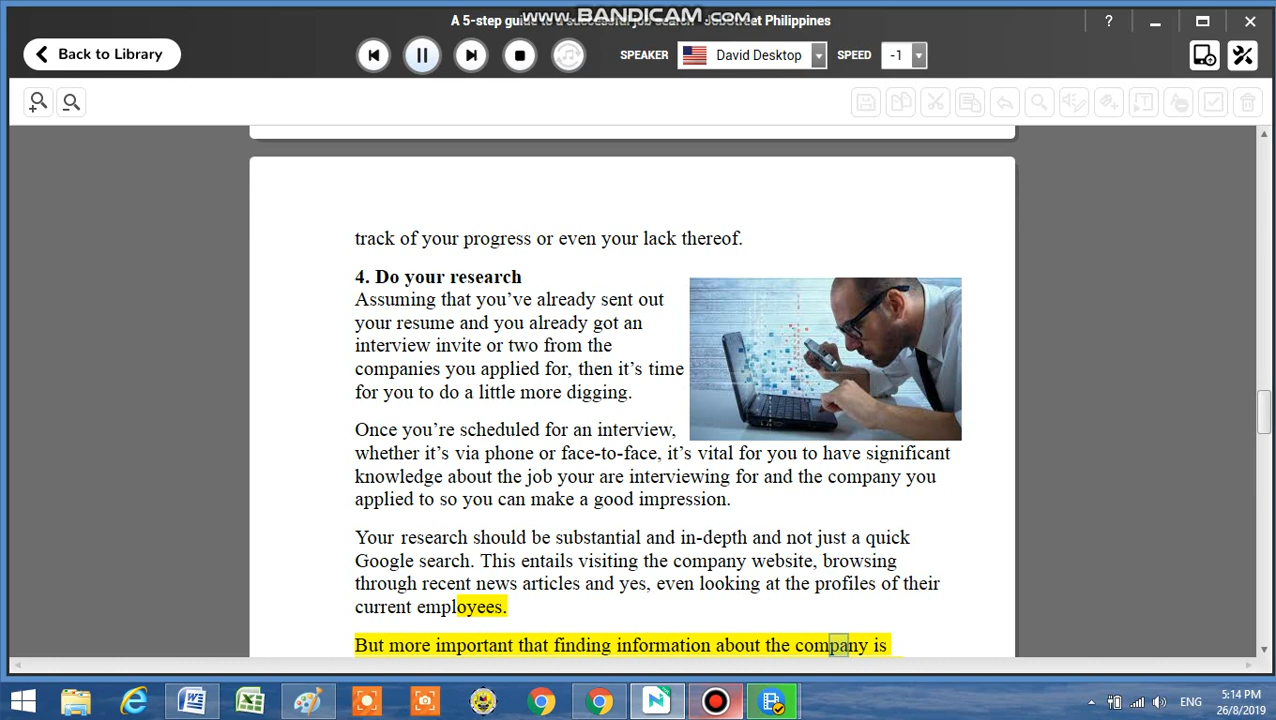 A 5-step guide to a successful job search - JobStreet Philippines
www.BANDICAM.com
Back to Library
SPEAKER
David Desktop
SPEED
-1
?
track of your progress or even your lack thereof.
4. Do your research
Assuming that you've already sent out
your resume and you already got an
interview invite or two from the
companies you applied for, then it's time
for you to do a little more digging.
Once you're scheduled for an interview,
whether it's via phone or face-to-face, it's vital for you to have significant
knowledge about the job your are interviewing for and the company you
applied to so you can make a good impression.
Your research should be substantial and in-depth and not just a quick
Google search. This entails visiting the company website, browsing
through recent news articles and yes, even looking at the profiles of their
current employees.
But more important that finding information about the company is
ENG
5:14 PM
26/8/2019